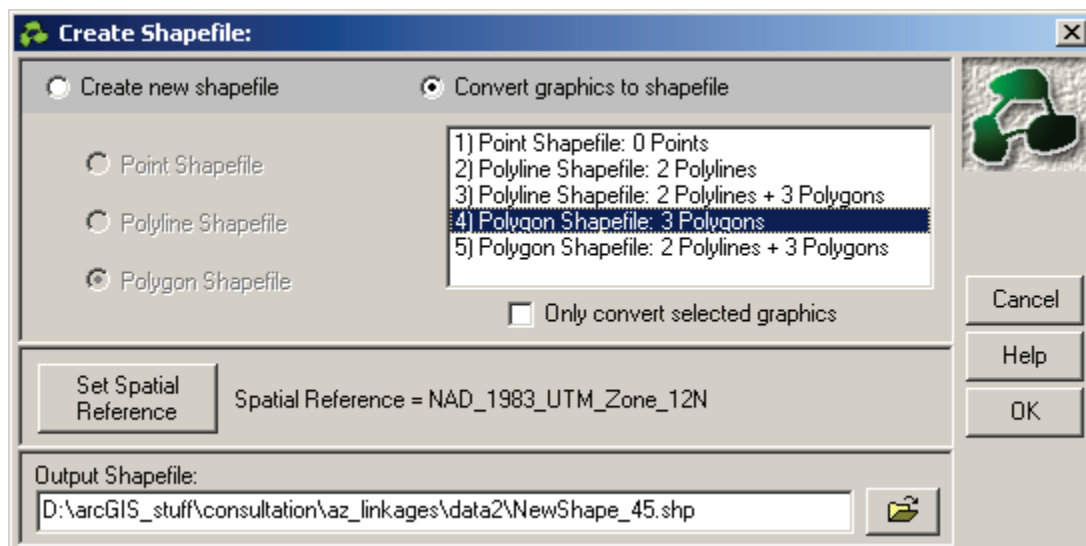 Create Shapefile:
Create new shapefile
Convert graphics to shapefile
Point Shapefile
Polyline Shapefile
Polygon Shapefile
1) Point Shapefile: 0 Points
2) Polyline Shapefile: 2 Polylines
3) Polyline Shapefile: 2 Polylines + 3 Polygons
4) Polygon Shapefile: 3 Polygons
5) Polygon Shapefile: 2 Polylines + 3 Polygons
Only convert selected graphics
Cancel
Help
OK
Set Spatial
Reference
Spatial Reference = NAD_1983_UTM_Zone_12N
Output Shapefile:
D:\arcGIS_stuff\consultation\az_linkages\data2\NewShape_45.shp